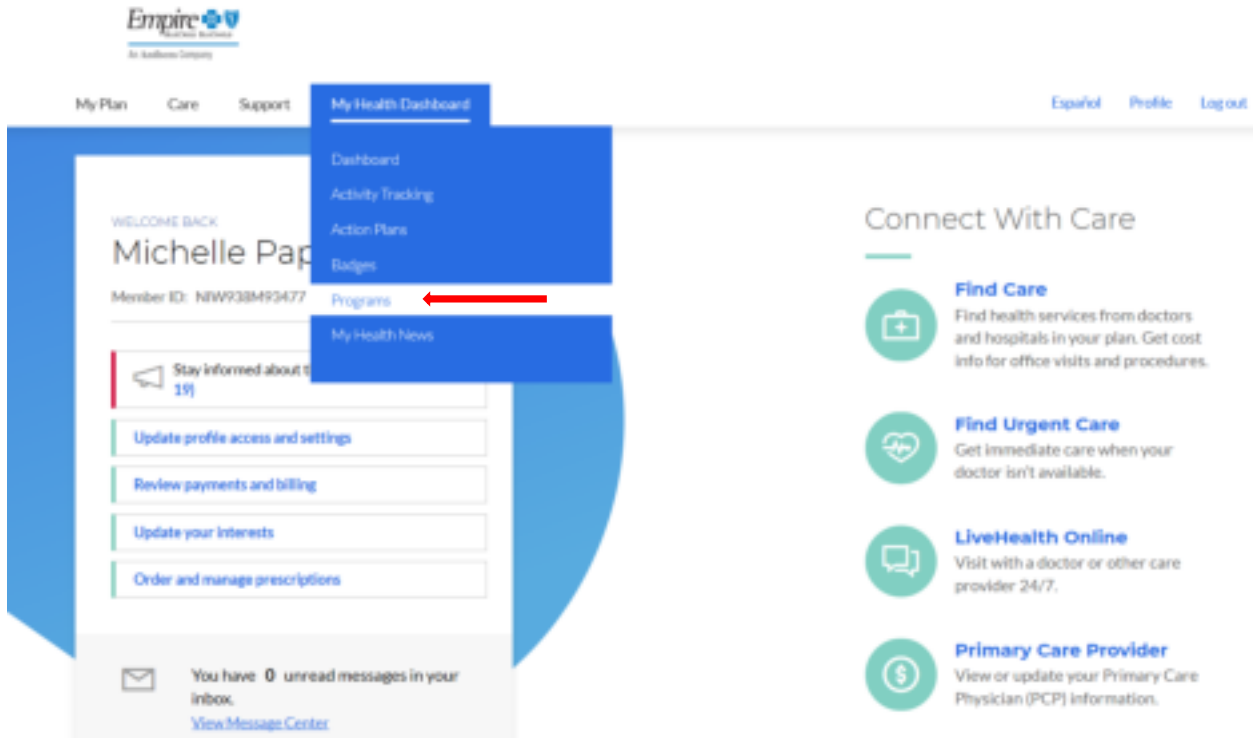 Empire
An Anthem Company
My Plan Care Support My Health Dashboard Español Profile Log out
Dashboard
Activity Tracking
Action Plans
Badges
Programs
My Health News
WELCOME BACK
Michelle Pap
Member ID: NIW938M93477
Stay informed about t
19)
Update profile access and settings
Review payments and billing
Update your interests
Order and manage prescriptions
You have 0 unread messages in your
inbox.
View Message Center
Connect With Care
Find Care
Find health services from doctors
and hospitals in your plan. Get cost
info for office visits and procedures.
Find Urgent Care
Get immediate care when your
doctor isn't available.
LiveHealth Online
Visit with a doctor or other care
provider 24/7.
Primary Care Provider
View or update your Primary Care
Physician (PCP) information.